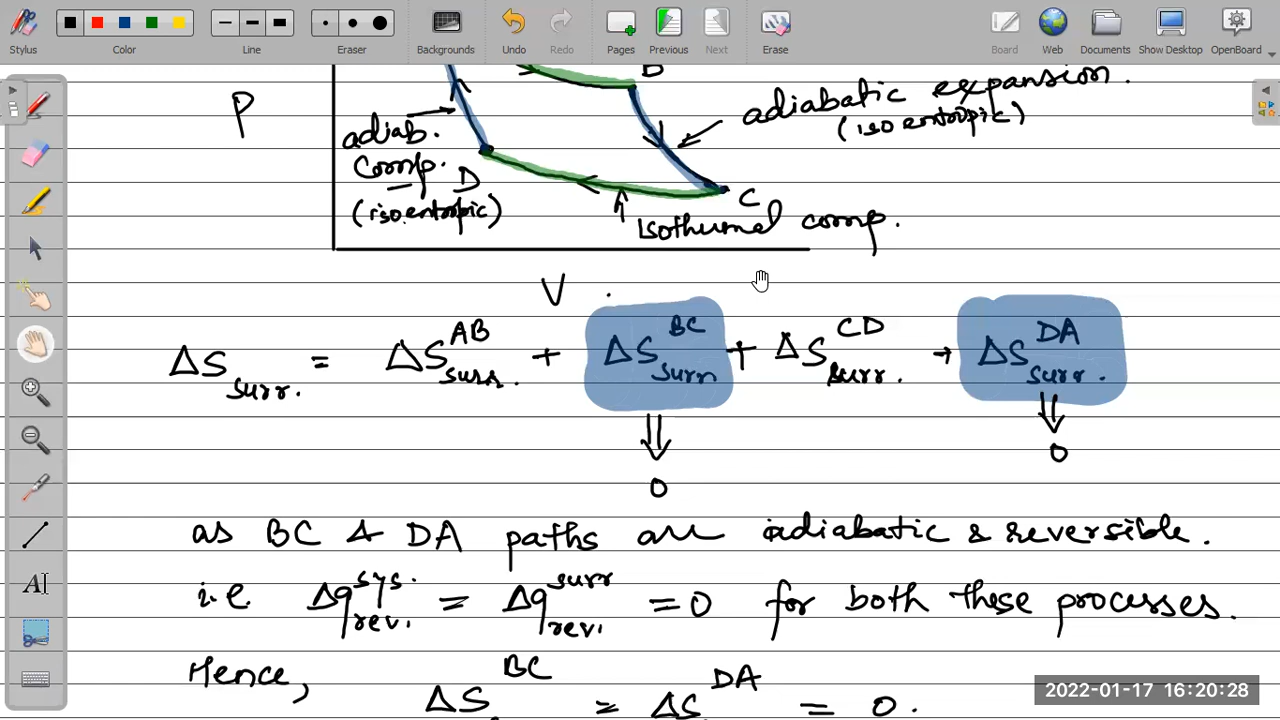 Stylus Color Line Eraser Backgrounds Undo Redo Pages Previous Next Erase Board Web Documents Show Desktop OpenBoard
B
P
adiabatic expansion.
(isoentropic)
adiab.
Comp.
D
(isoentropic)
C
Isothermal comp.
V
ΔS surr. = ΔS^AB surr. + ΔS^BC surr + ΔS^CD surr. + ΔS^DA surr.
0
0
as BC & DA paths are adiabatic & reversible.
i.e. Δq^sys. rev. = Δq^surr rev. = 0 for both these processes.
Hence, ΔS^BC = ΔS^DA = 0.
AI
2022-01-17 16:20:28